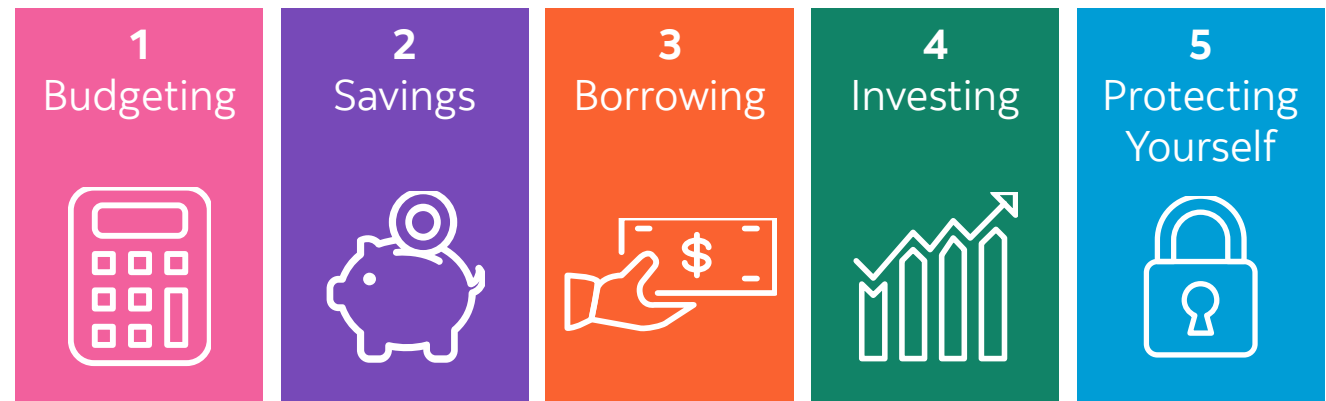 1
Budgeting
2
Savings
3
Borrowing
$
4
Investing
5
Protecting
Yourself